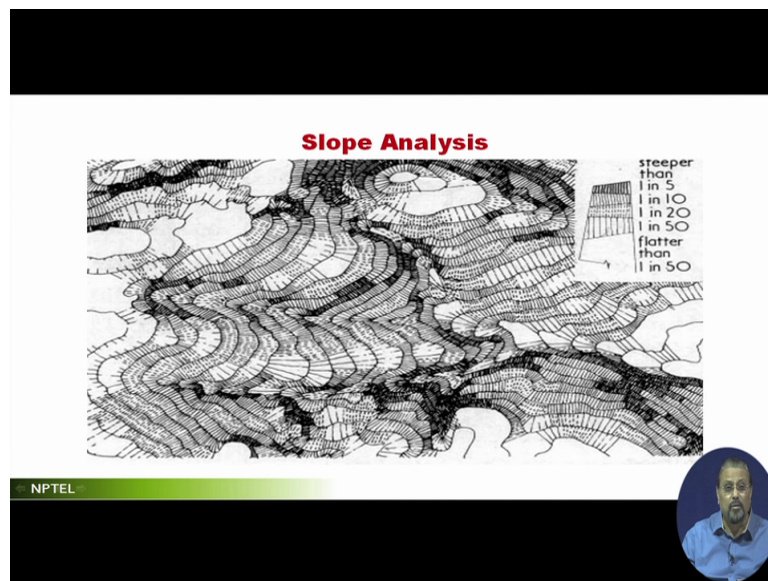 Slope Analysis
steeper
than
1 in 5
1 in 10
1 in 20
1 in 50
flatter
than
1 in 50
NPTEL